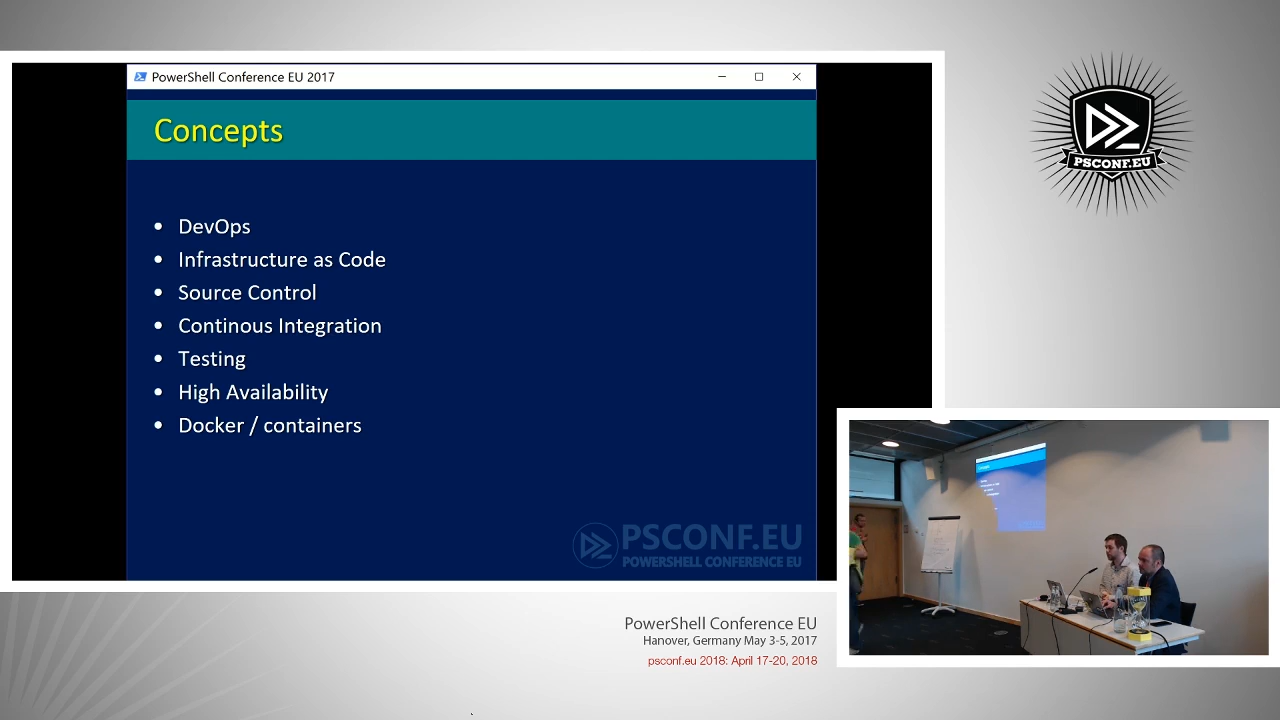 PowerShell Conference EU 2017
Concepts
• DevOps
• Infrastructure as Code
• Source Control
• Continous Integration
• Testing
• High Availability
• Docker / containers
PSCONF.EU
POWERSHELL CONFERENCE EU
PSCONF.EU
PowerShell Conference EU
Hanover, Germany May 3-5, 2017
psconf.eu 2018: April 17-20, 2018